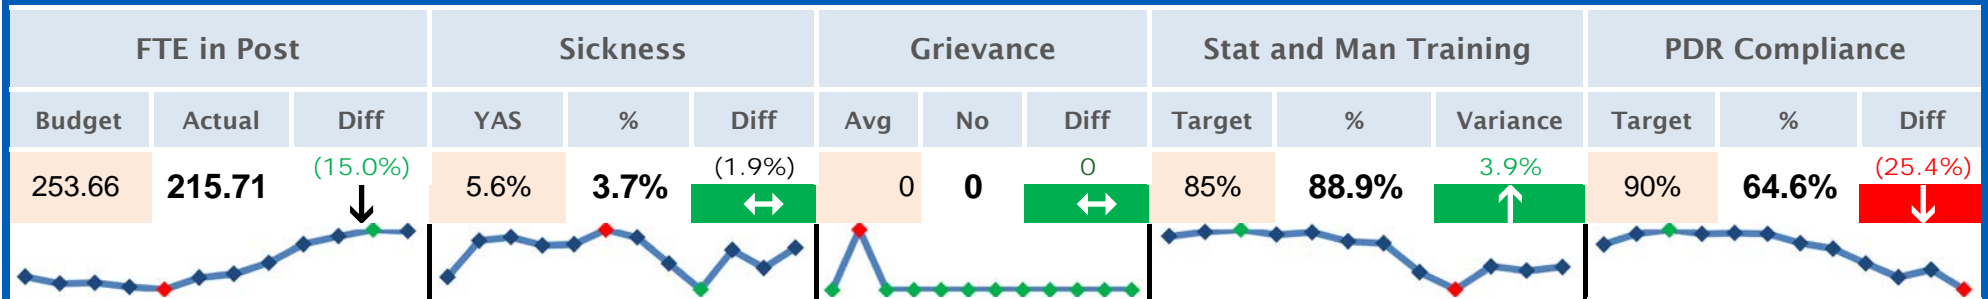 FTE in Post Sickness Grievance Stat and Man Training PDR Compliance
Budget Actual Diff YAS % Diff Avg No Diff Target % Variance Target % Diff
(15.0%) (1.9%) 0 3.9% (25.4%)
253.66 215.71 5.6% 3.7% 0 0 85% 88.9% 90% 64.6%